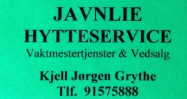 JAVNLIE
HYTTESERVICE
Vaktmestertjenster & Vedsalg
Kjell Jørgen Grythe
Tlf. 91575888